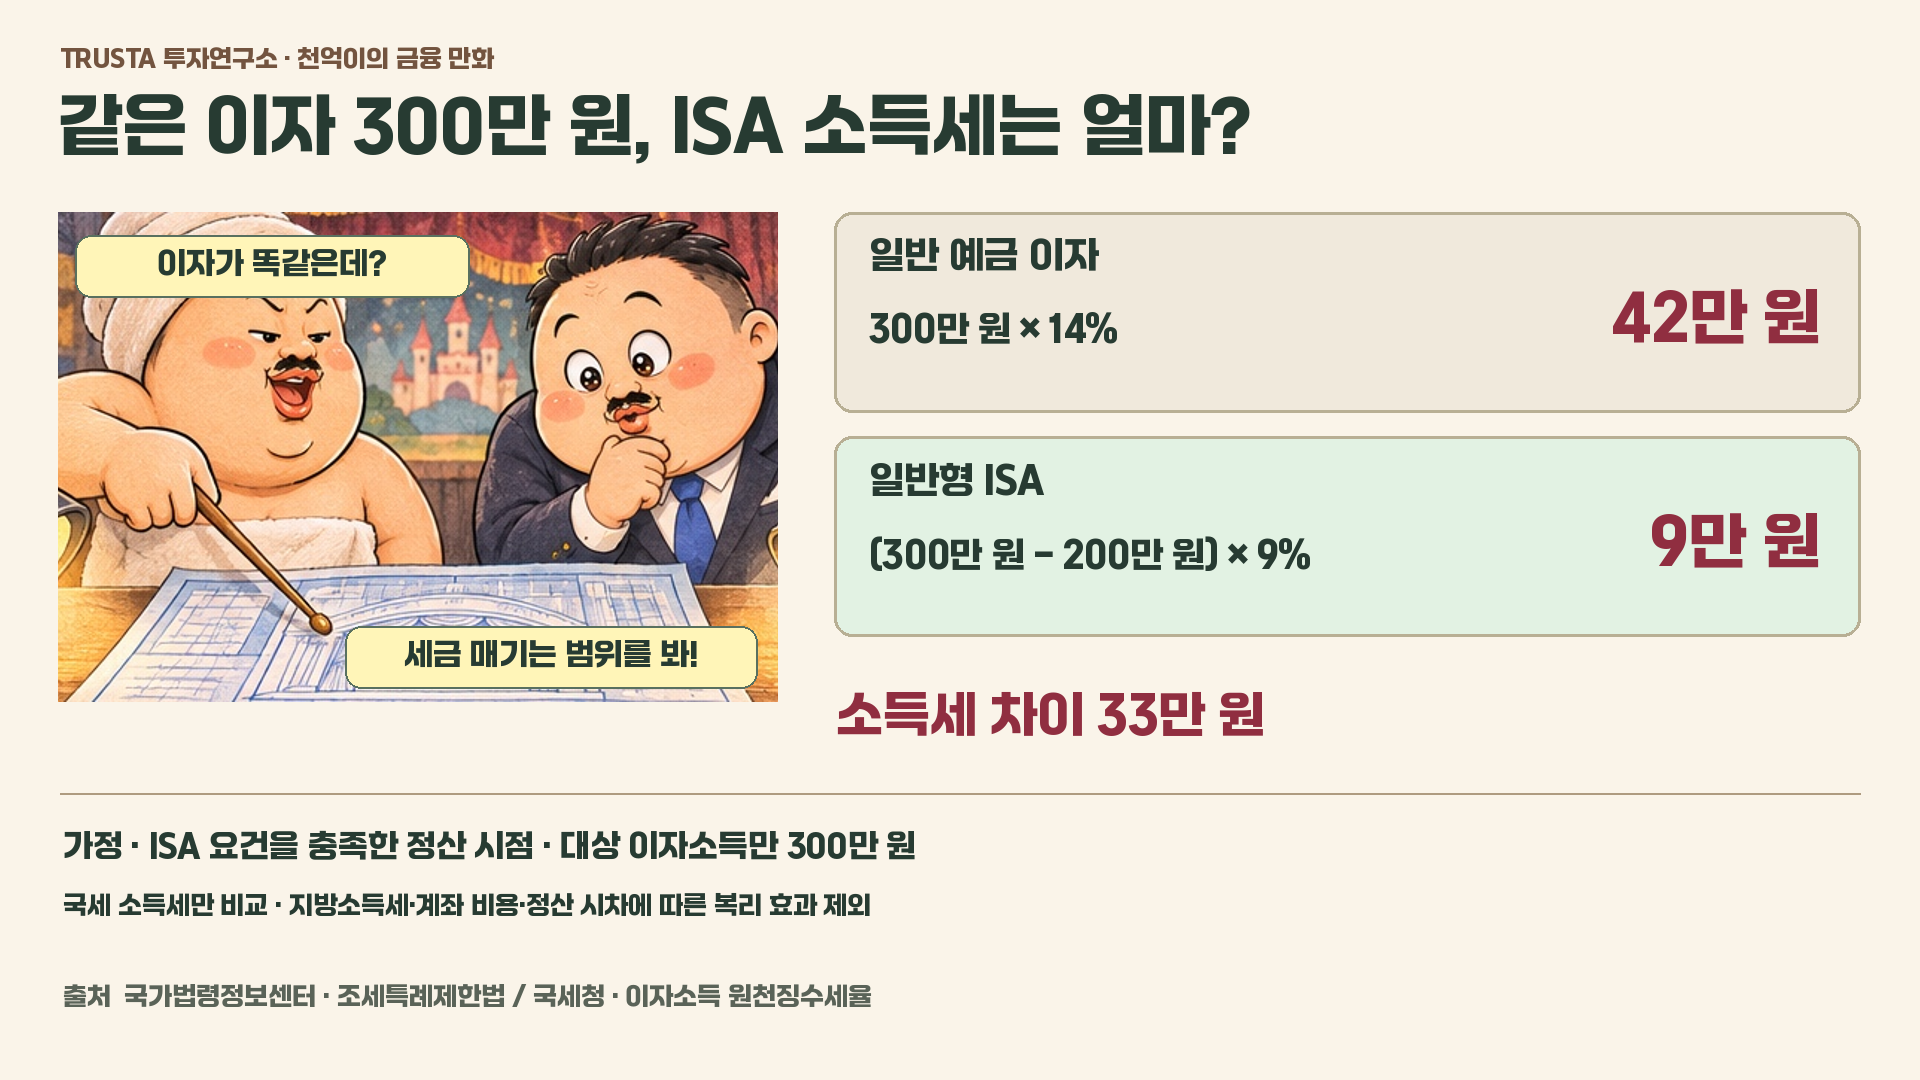 TRUSTA 투자연구소 · 천억이의 금융 만화
같은 이자 300만 원, ISA 소득세는 얼마?
이자가 똑같은데?
세금 매기는 범위를 봐!
일반 예금 이자
300만 원 × 14%
42만 원
일반형 ISA
(300만 원 − 200만 원) × 9%
9만 원
소득세 차이 33만 원
가정 · ISA 요건을 충족한 정산 시점 · 대상 이자소득만 300만 원
국세 소득세만 비교 · 지방소득세·계좌 비용·정산 시차에 따른 복리 효과 제외
출처  국가법령정보센터 · 조세특례제한법 / 국세청 · 이자소득 원천징수세율